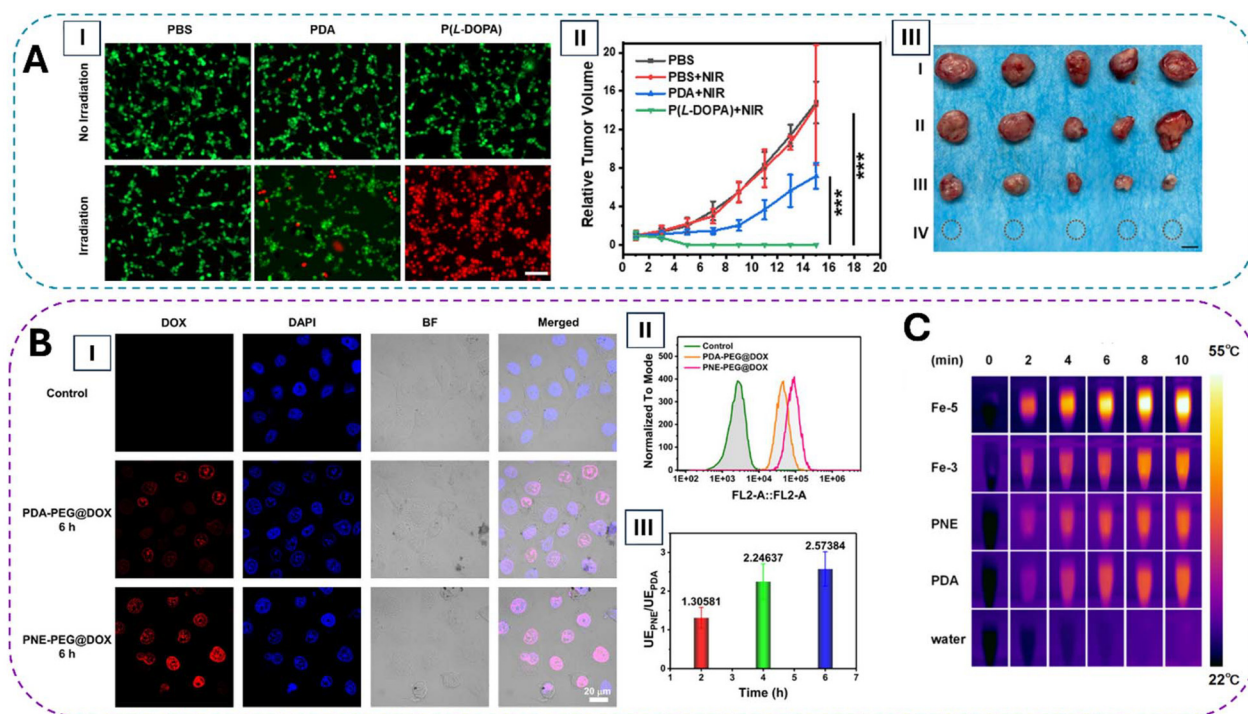 A
I
PBS
PDA
P(L-DOPA)
No Irradiation
Irradiation
II
Relative Tumor Volume
20
16
12
8
4
0
PBS
PBS+NIR
PDA+NIR
P(L-DOPA)+NIR
***
***
0 2 4 6 8 10 12 14 16 18 20
III
I
II
III
IV
B
I
DOX
DAPI
BF
Merged
Control
PDA-PEG@DOX
6 h
PNE-PEG@DOX
6 h
20 μm
II
Normalized To Mode
500
400
300
200
100
0
Control
PDA-PEG@DOX
PNE-PEG@DOX
1E+02 1E+03 1E+04 1E+05 1E+06
FL2-A::FL2-A
III
UEPNE/UEPDA
3
2
1
0
1.30581
2.24637
2.57384
1 2 3 4 5 6 7
Time (h)
C
(min) 0 2 4 6 8 10
Fe-5
Fe-3
PNE
PDA
water
55℃
22℃